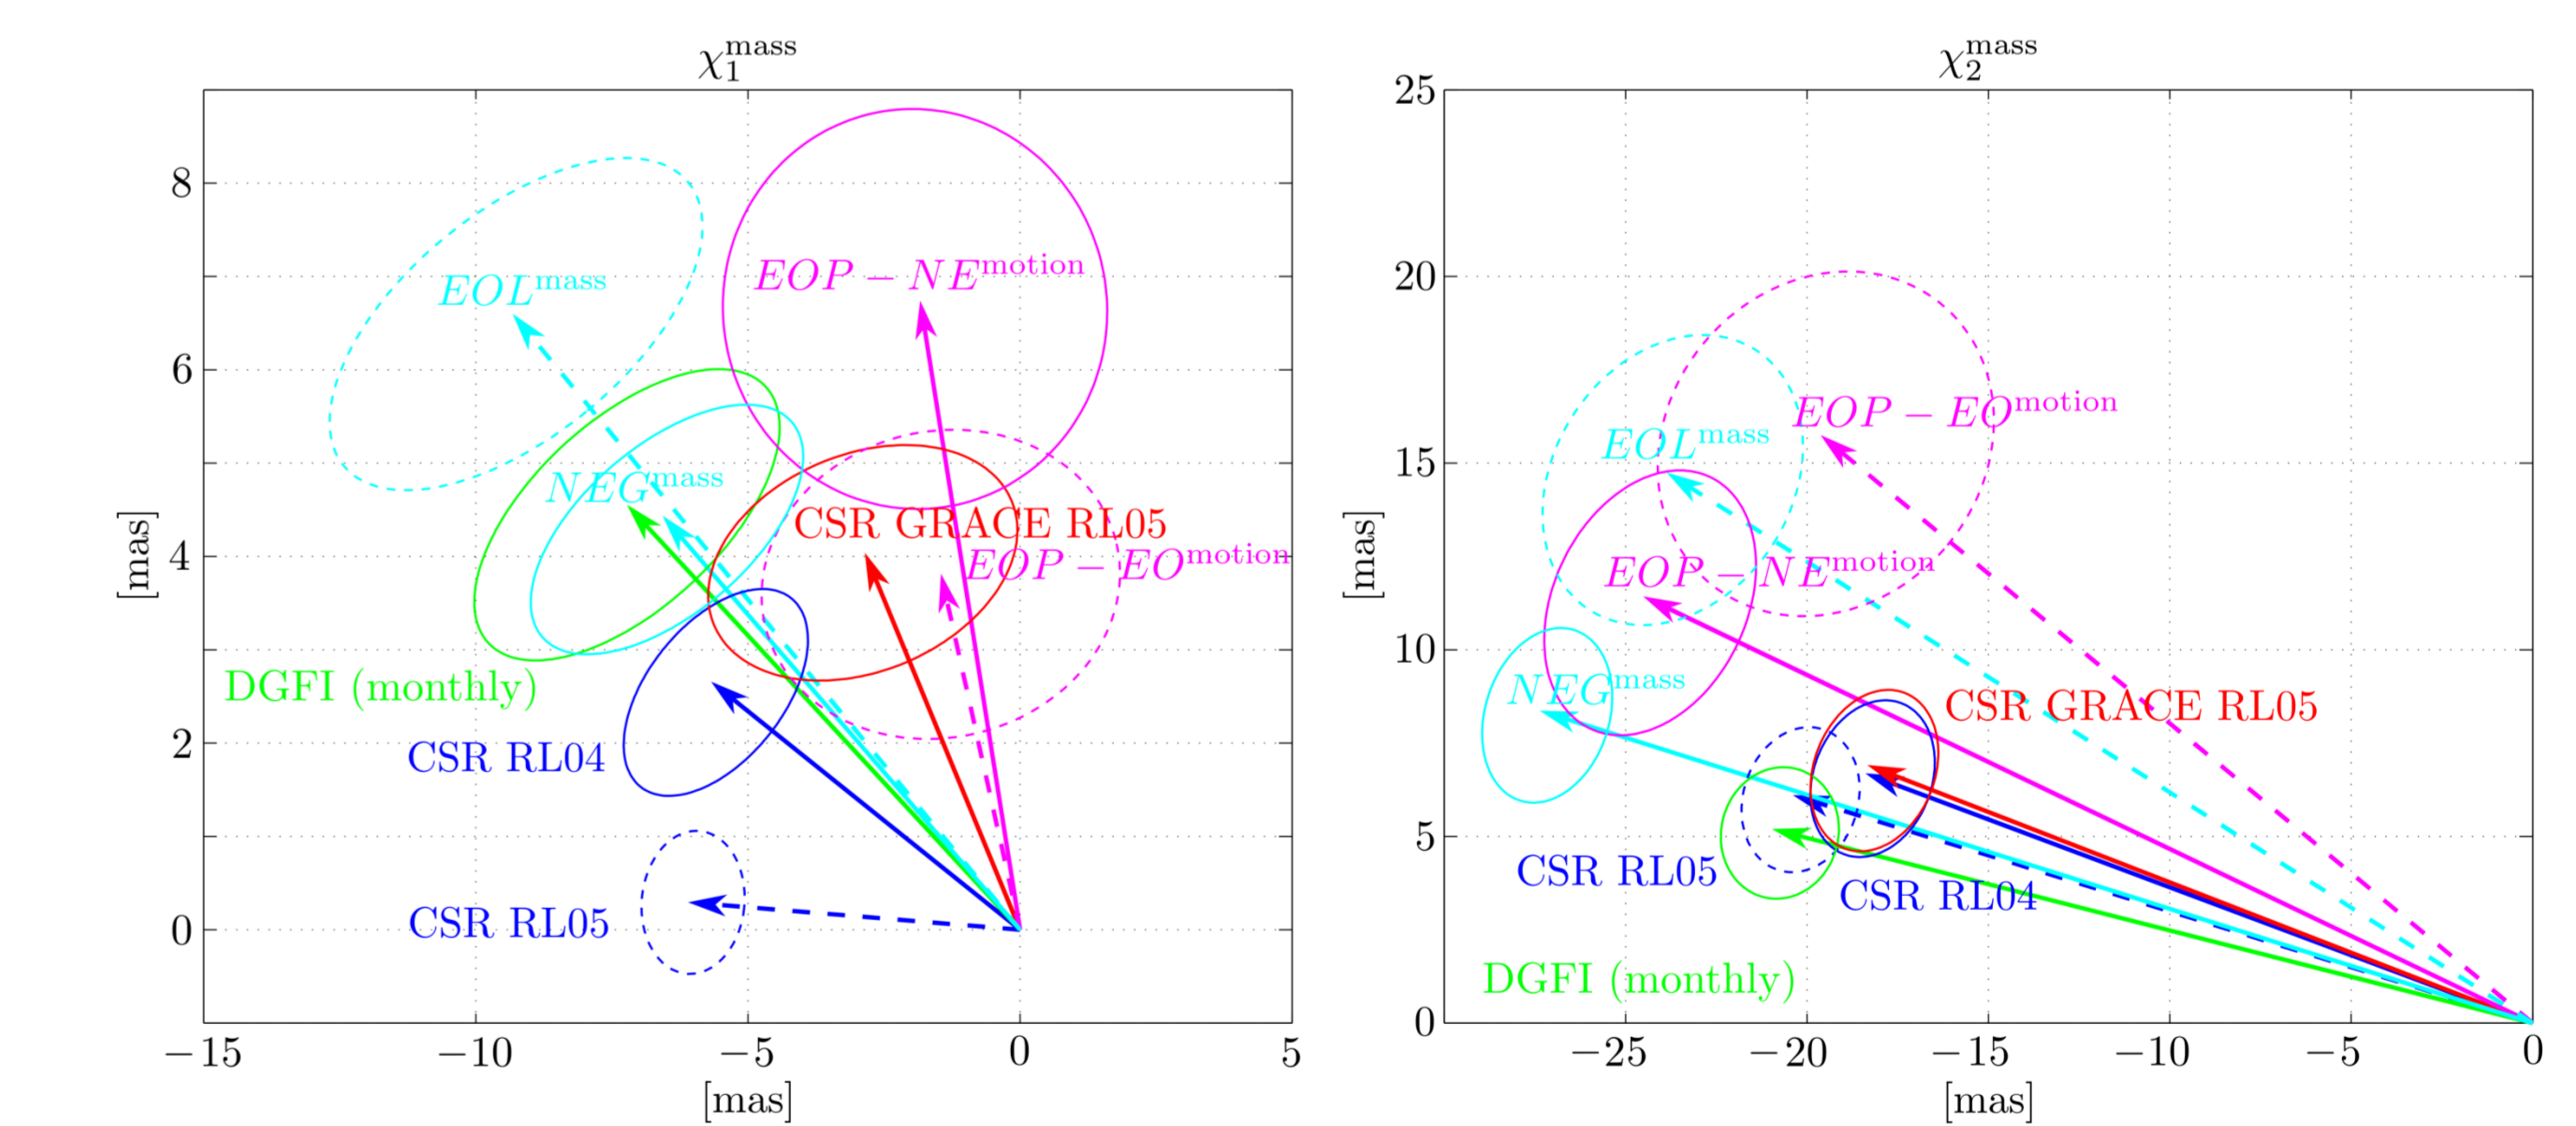 χ₁ᵐᵃˢˢ
8
6
4
2
0
[mas]
EOLᵐᵃˢˢ
EOP − NEᵐᵒᵗⁱᵒⁿ
NEGᵐᵃˢˢ
CSR GRACE RL05
EOP − EOᵐᵒᵗⁱᵒⁿ
DGFI (monthly)
CSR RL04
CSR RL05
−15 −10 −5 0 5
[mas]
χ₂ᵐᵃˢˢ
25
20
15
10
5
0
[mas]
EOP − EOᵐᵒᵗⁱᵒⁿ
EOLᵐᵃˢˢ
EOP − NEᵐᵒᵗⁱᵒⁿ
NEGᵐᵃˢˢ
CSR GRACE RL05
CSR RL05
CSR RL04
DGFI (monthly)
−25 −20 −15 −10 −5 0
[mas]